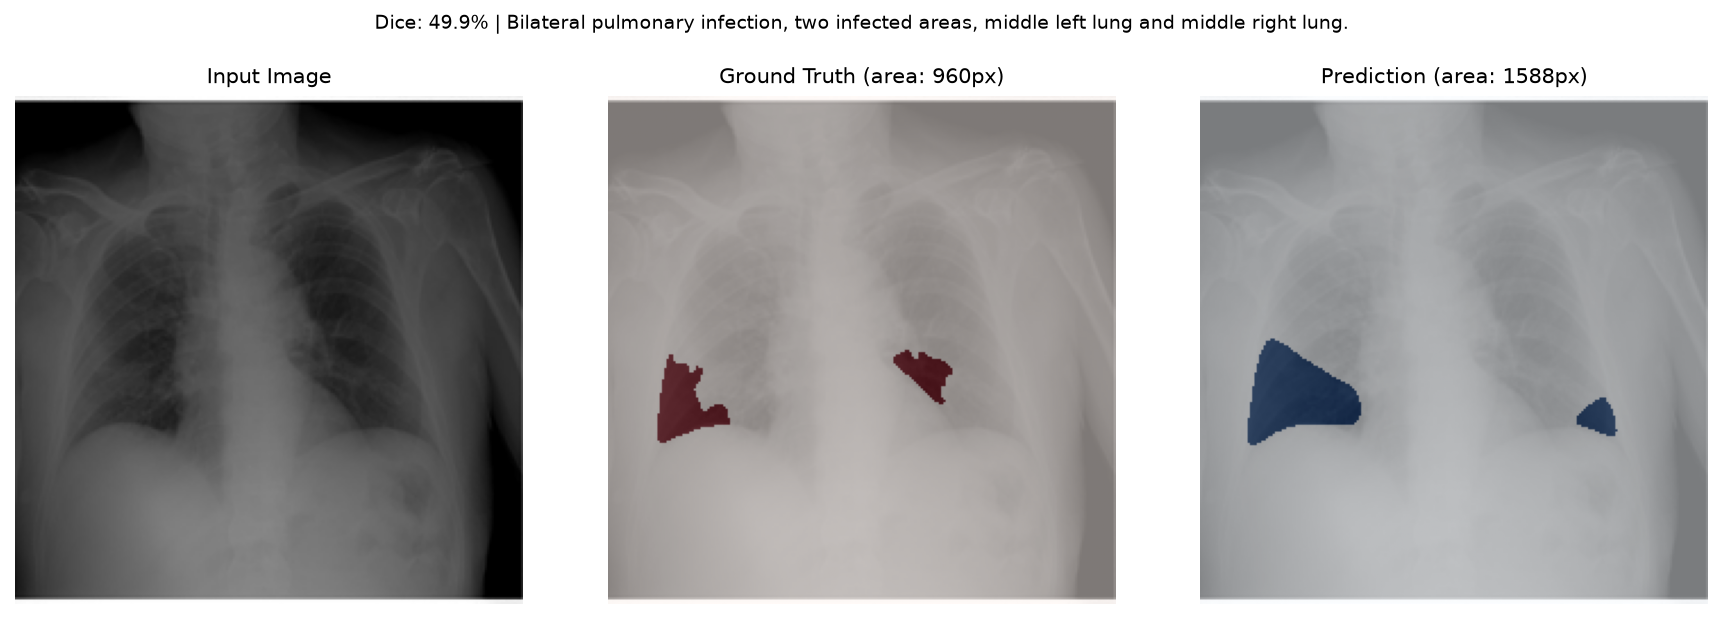 Dice: 49.9% | Bilateral pulmonary infection, two infected areas, middle left lung and middle right lung.
Input Image
Ground Truth (area: 960px)
Prediction (area: 1588px)